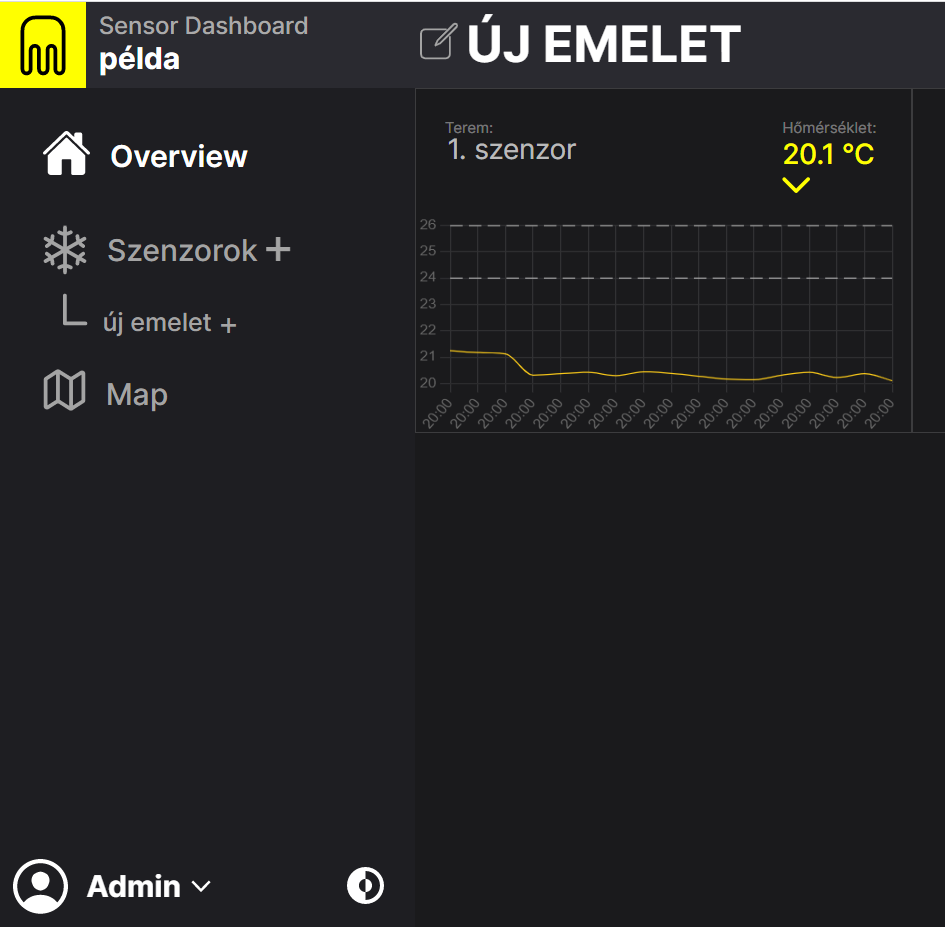 Sensor Dashboard
példa
ÚJ EMELET
Overview
Szenzorok +
új emelet +
Map
Terem:
1. szenzor
Hőmérséklet:
20.1 °C
26
25
24
23
22
21
20
20:00 20:00 20:00 20:00 20:00 20:00 20:00 20:00 20:00 20:00 20:00 20:00 20:00 20:00 20:00 20:00 20:00
Admin